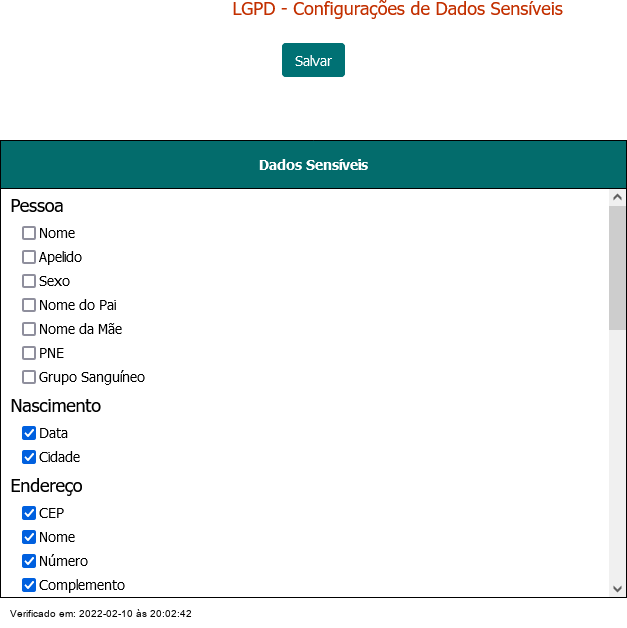 LGPD - Configurações de Dados Sensíveis
Salvar
Dados Sensíveis
Pessoa
Nome
Apelido
Sexo
Nome do Pai
Nome da Mãe
PNE
Grupo Sanguíneo
Nascimento
Data
Cidade
Endereço
CEP
Nome
Número
Complemento
Verificado em: 2022-02-10 às 20:02:42